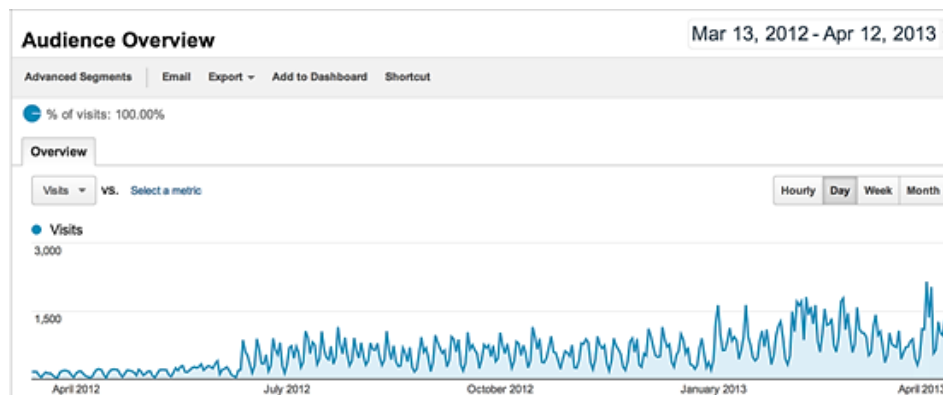 Audience Overview
Mar 13, 2012 - Apr 12, 2013
Advanced Segments Email Export Add to Dashboard Shortcut
% of visits: 100.00%
Overview
Visits VS. Select a metric
Hourly Day Week Month
Visits
3,000
1,500
April 2012 July 2012 October 2012 January 2013 April 2013